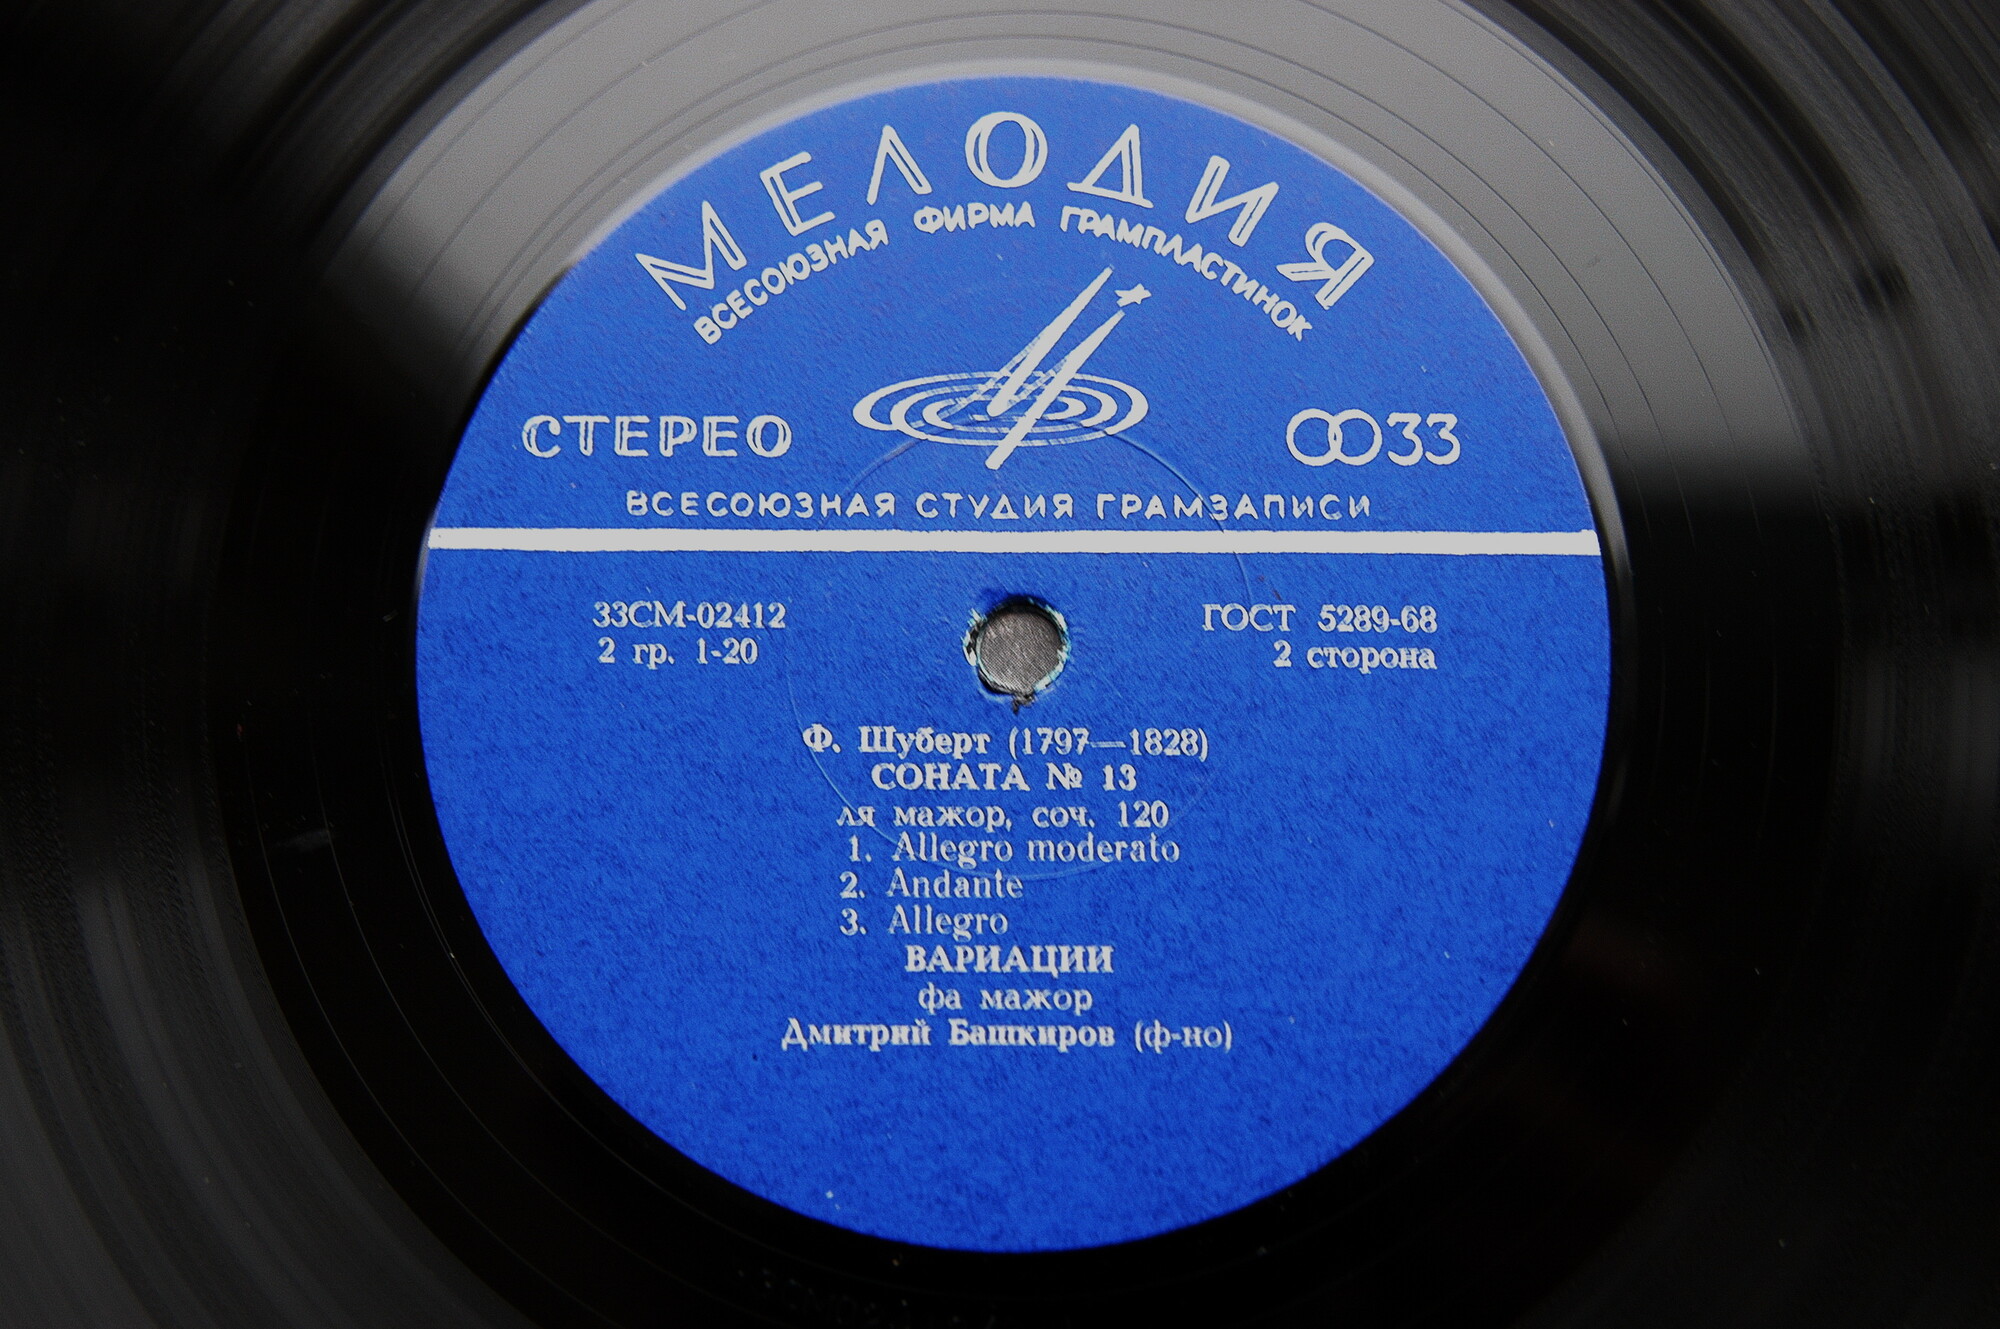 МЕЛОДИЯ
ВСЕСОЮЗНАЯ ФИРМА ГРАМПЛАСТИНОК
СТЕРЕО
33
ВСЕСОЮЗНАЯ СТУДИЯ ГРАМЗАПИСИ
33СМ-02412
2 гр. 1-20
ГОСТ 5289-68
2 сторона
Ф. Шуберт (1797—1828)
СОНАТА № 13
ля мажор, соч. 120
1. Allegro moderato
2. Andante
3. Allegro
ВАРИАЦИИ
фа мажор
Дмитрий Башкиров (ф-но)